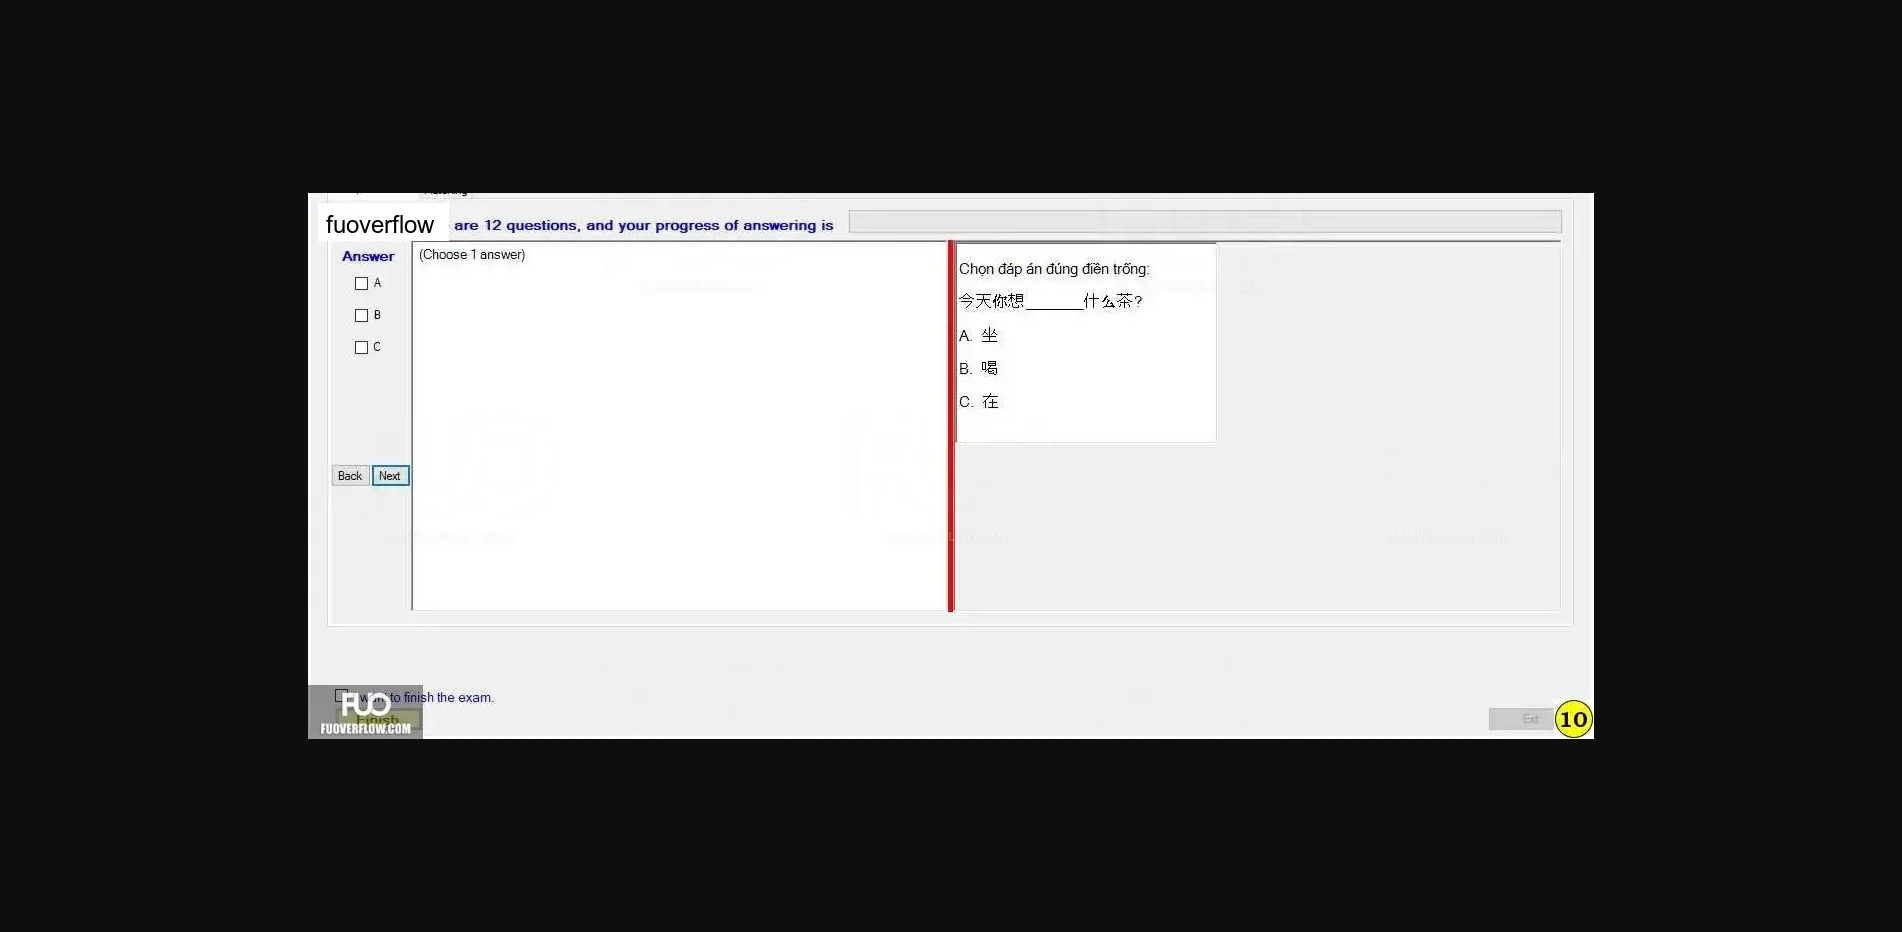 fuoverflow are 12 questions, and your progress of answering is
Answer
(Choose 1 answer)
A
B
C
Back Next
Chọn đáp án đúng điền trống:
今天你想_______什么茶?
A. 坐
B. 喝
C. 在
want to finish the exam.
Finish
FUO
FUOVERFLOW.COM
Exit
10